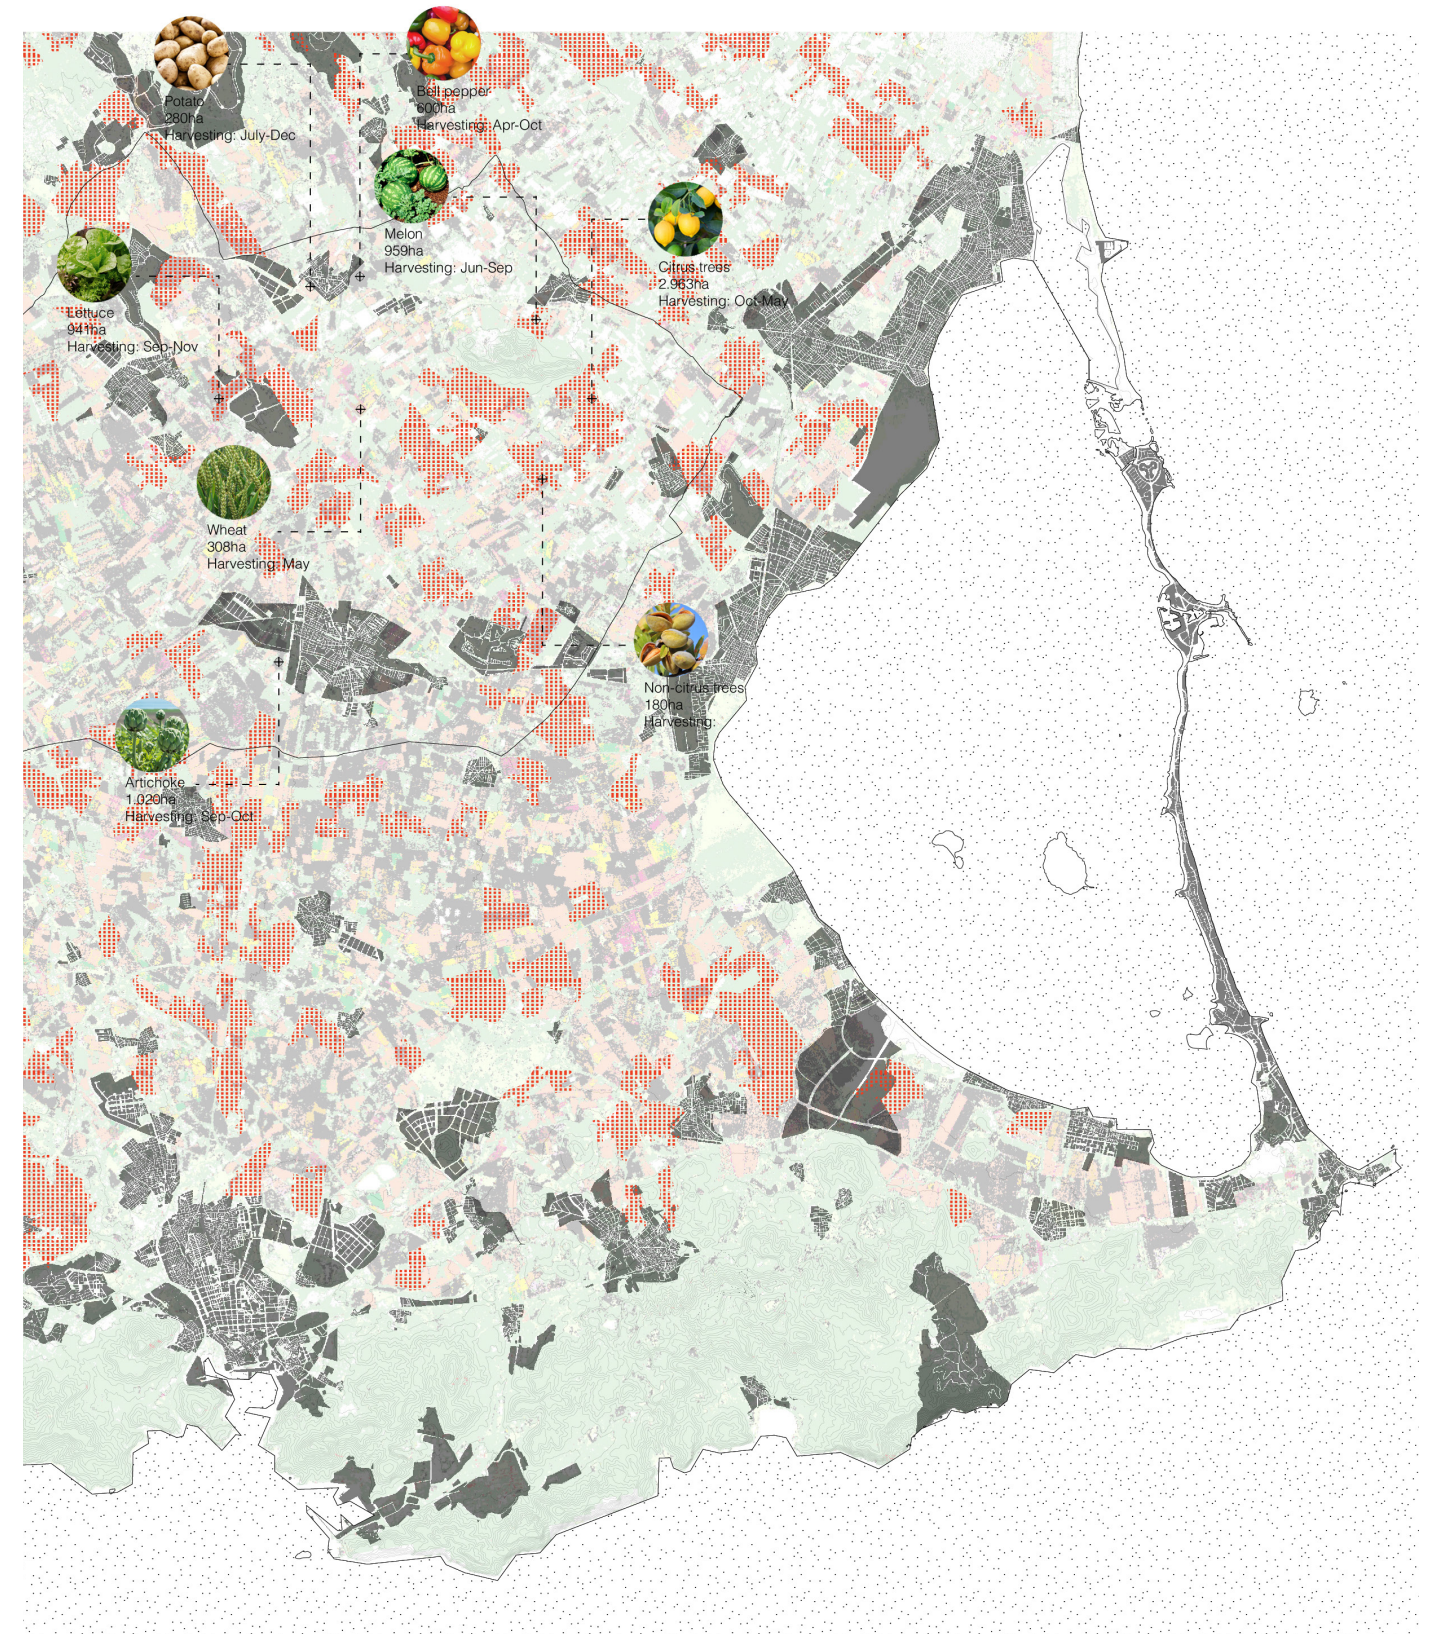 Potato
280ha
Harvesting: July-Dec
Bell pepper
600ha
Harvesting: Apr-Oct
Melon
959ha
Harvesting: Jun-Sep
Citrus trees
2.963ha
Harvesting: Oct-May
Lettuce
941ha
Harvesting: Sep-Nov
Wheat
308ha
Harvesting: May
Non-citrus trees
180ha
Harvesting:
Artichoke
1.020ha
Harvesting: Sep-Oct